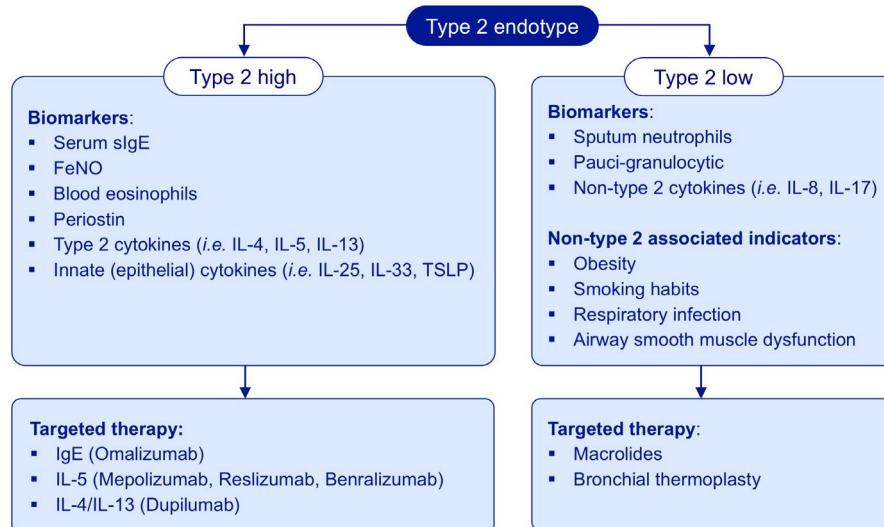 Type 2 endotype
Type 2 high
Biomarkers:
▪ Serum sIgE
▪ FeNO
▪ Blood eosinophils
▪ Periostin
▪ Type 2 cytokines (i.e. IL-4, IL-5, IL-13)
▪ Innate (epithelial) cytokines (i.e. IL-25, IL-33, TSLP)
Targeted therapy:
▪ IgE (Omalizumab)
▪ IL-5 (Mepolizumab, Reslizumab, Benralizumab)
▪ IL-4/IL-13 (Dupilumab)
Type 2 low
Biomarkers:
▪ Sputum neutrophils
▪ Pauci-granulocytic
▪ Non-type 2 cytokines (i.e. IL-8, IL-17)
Non-type 2 associated indicators:
▪ Obesity
▪ Smoking habits
▪ Respiratory infection
▪ Airway smooth muscle dysfunction
Targeted therapy:
▪ Macrolides
▪ Bronchial thermoplasty